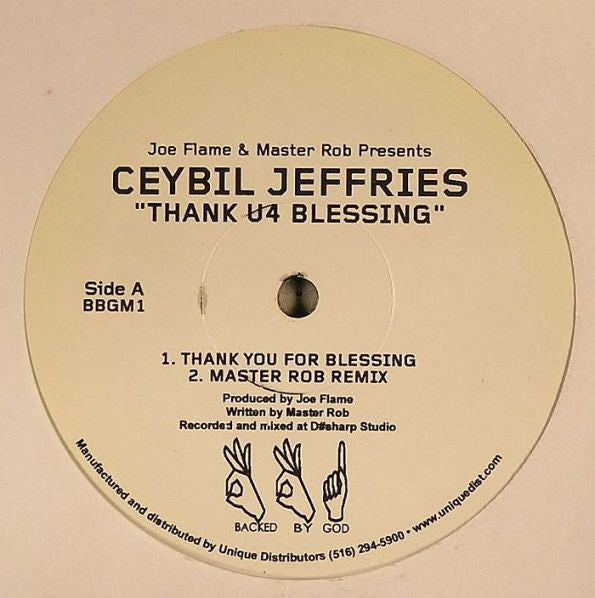 Joe Flame & Master Rob Presents
CEYBIL JEFFRIES
"THANK U4 BLESSING"
Side A
BBGM1
1. THANK YOU FOR BLESSING
2. MASTER ROB REMIX
Produced by Joe Flame
Written by Master Rob
Recorded and mixed at D#sharp Studio
BACKED BY GOD
Manufactured and distributed by Unique Distributors (516) 294-5900 • www.uniquedist.com